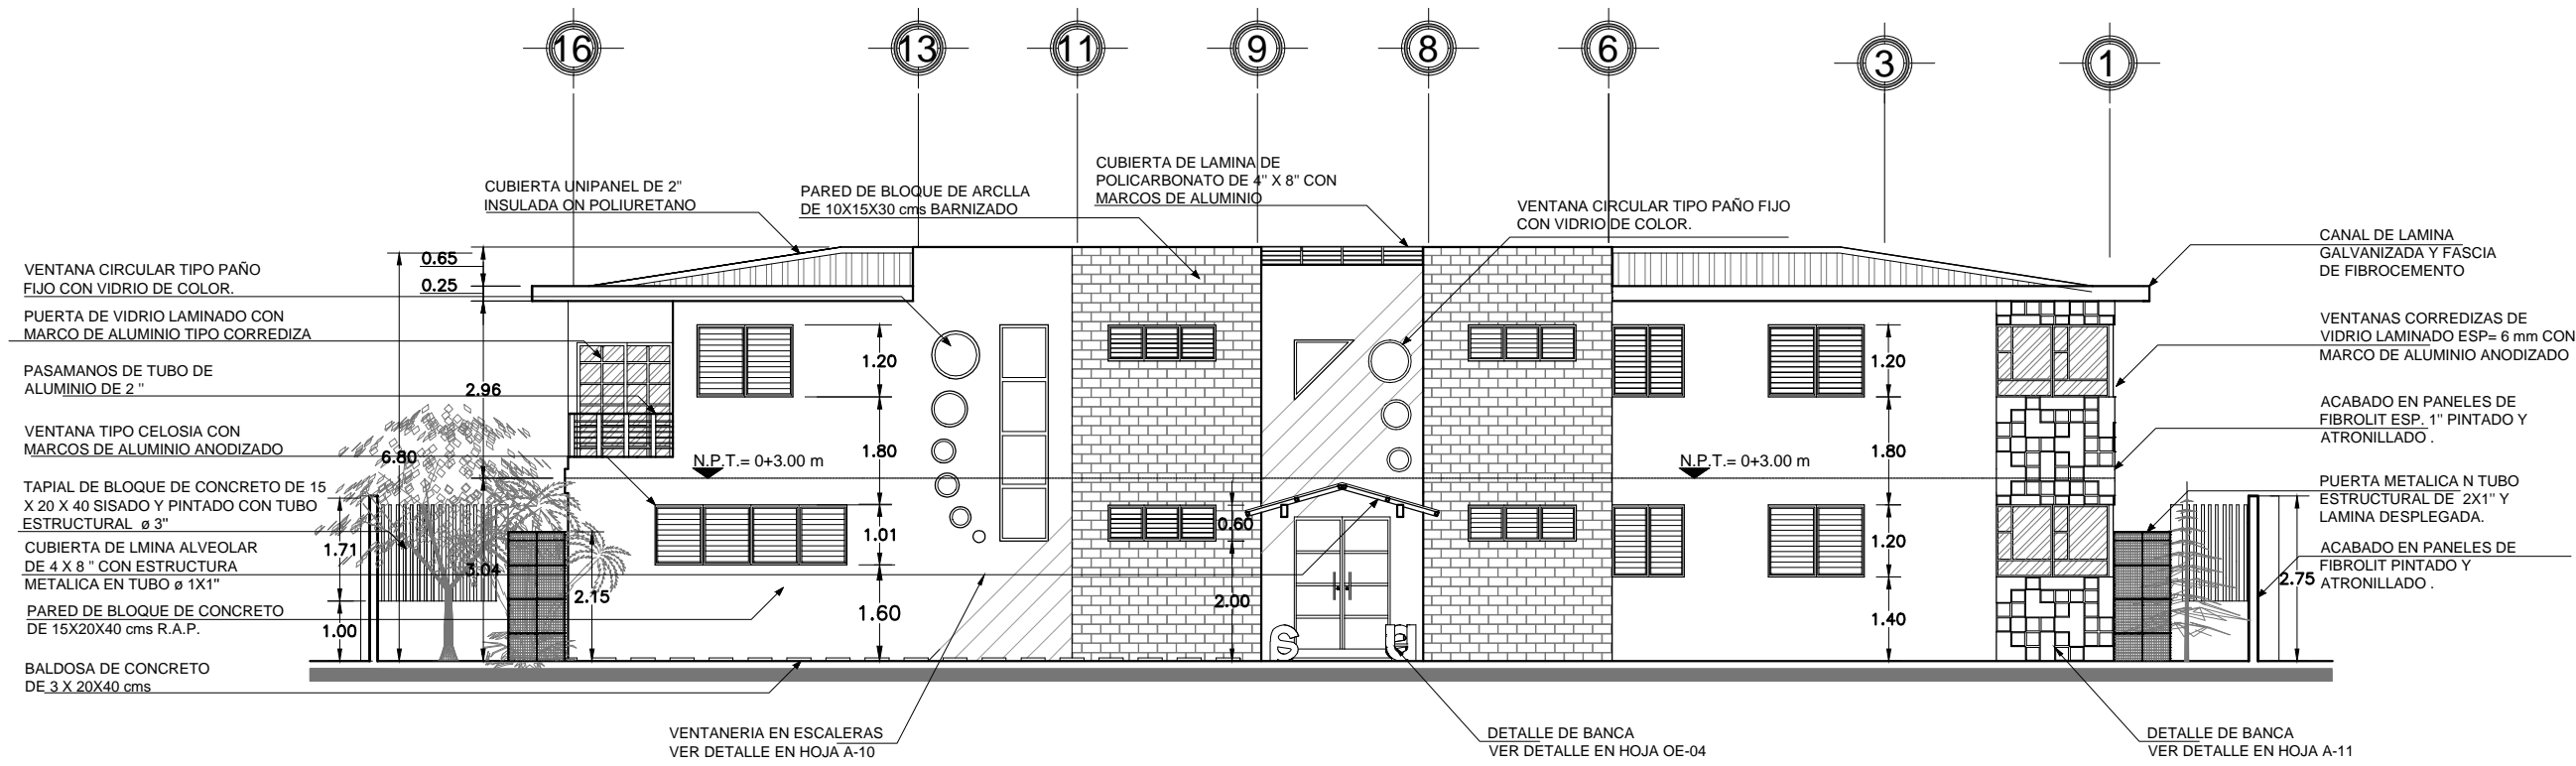 16
13
11
9
8
6
3
1
CUBIERTA UNIPANEL DE 2"
INSULADA ON POLIURETANO
PARED DE BLOQUE DE ARCLLA
DE 10X15X30 cms BARNIZADO
CUBIERTA DE LAMINA DE
POLICARBONATO DE 4" X 8" CON
MARCOS DE ALUMINIO
VENTANA CIRCULAR TIPO PAÑO FIJO
CON VIDRIO DE COLOR.
CANAL DE LAMINA
GALVANIZADA Y FASCIA
DE FIBROCEMENTO
VENTANA CIRCULAR TIPO PAÑO
FIJO CON VIDRIO DE COLOR.
PUERTA DE VIDRIO LAMINADO CON
MARCO DE ALUMINIO TIPO CORREDIZA
PASAMANOS DE TUBO DE
ALUMINIO DE 2 "
VENTANA TIPO CELOSIA CON
MARCOS DE ALUMINIO ANODIZADO
TAPIAL DE BLOQUE DE CONCRETO DE 15
X 20 X 40 SISADO Y PINTADO CON TUBO
ESTRUCTURAL ø 3"
CUBIERTA DE LMINA ALVEOLAR
DE 4 X 8 " CON ESTRUCTURA
METALICA EN TUBO ø 1X1"
PARED DE BLOQUE DE CONCRETO
DE 15X20X40 cms R.A.P.
BALDOSA DE CONCRETO
DE 3 X 20X40 cms
0.65
0.25
2.96
6.80
3.04
1.71
1.00
2.15
1.20
1.80
1.01
1.60
N.P.T.= 0+3.00 m
0.60
2.00
S
u
N.P.T.= 0+3.00 m
1.20
1.80
1.20
1.40
2.75
VENTANAS CORREDIZAS DE
VIDRIO LAMINADO ESP= 6 mm CON
MARCO DE ALUMINIO ANODIZADO
ACABADO EN PANELES DE
FIBROLIT ESP. 1" PINTADO Y
ATRONILLADO .
PUERTA METALICA N TUBO
ESTRUCTURAL DE 2X1" Y
LAMINA DESPLEGADA.
ACABADO EN PANELES DE
FIBROLIT PINTADO Y
ATRONILLADO .
VENTANERIA EN ESCALERAS
VER DETALLE EN HOJA A-10
DETALLE DE BANCA
VER DETALLE EN HOJA OE-04
DETALLE DE BANCA
VER DETALLE EN HOJA A-11